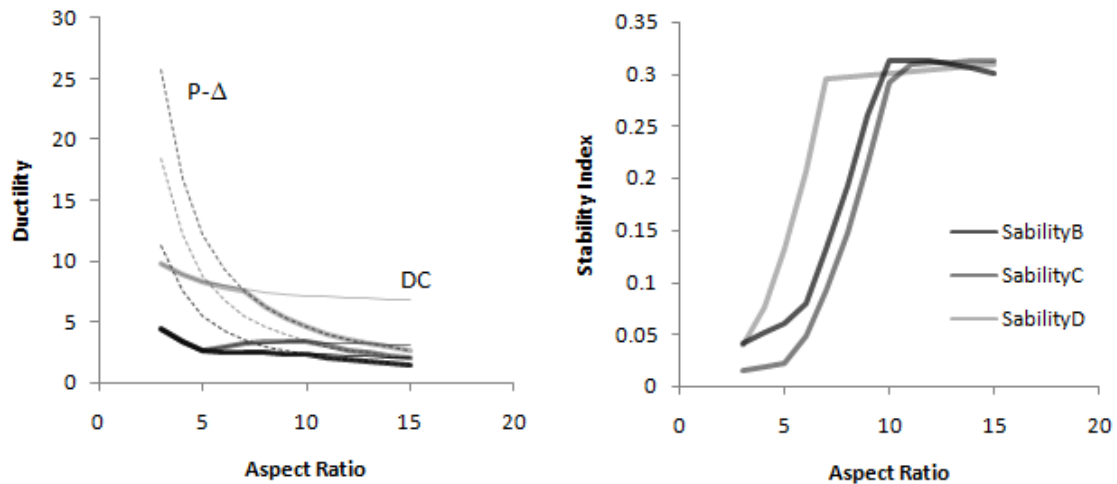 30
25
20
15
10
5
0
0 5 10 15 20
Ductility
Aspect Ratio
P-Δ
DC
0.35
0.3
0.25
0.2
0.15
0.1
0.05
0
0 5 10 15 20
Stability Index
Aspect Ratio
SabilityB
SabilityC
SabilityD